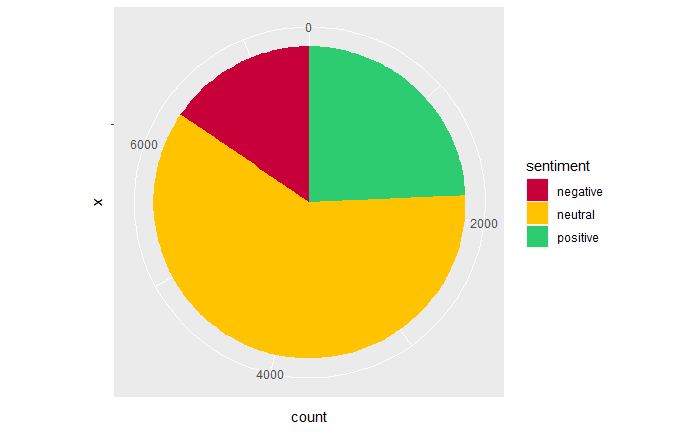 0
sentiment
negative
neutral
positive
6000
2000
4000
x
count